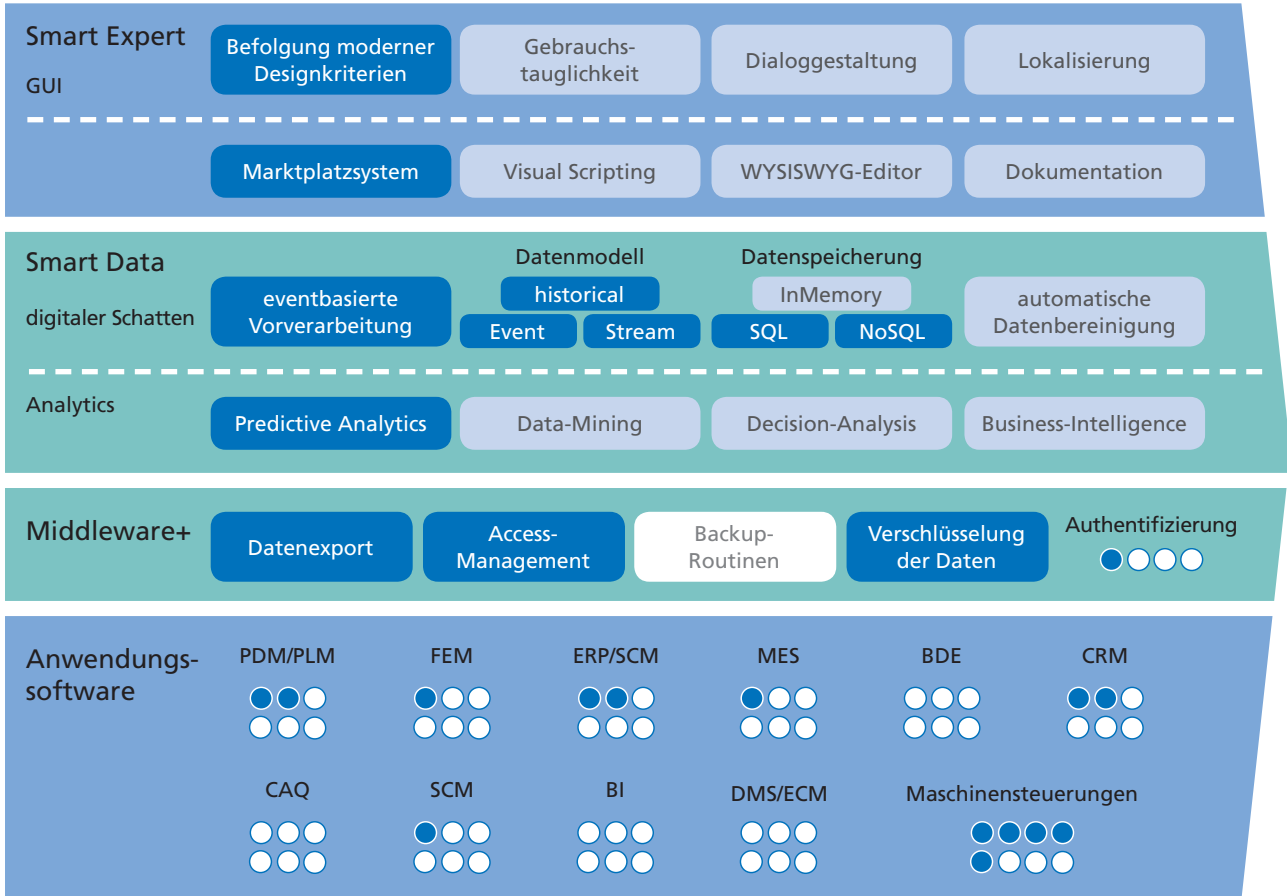 Smart Expert
GUI
Befolgung moderner
Designkriterien
Gebrauchs-
tauglichkeit
Dialoggestaltung
Lokalisierung
Marktplatzsystem
Visual Scripting
WYSISWYG-Editor
Dokumentation
Smart Data
digitaler Schatten
eventbasierte
Vorverarbeitung
Datenmodell
historical
Event
Stream
Datenspeicherung
InMemory
SQL
NoSQL
automatische
Datenbereinigung
Analytics
Predictive Analytics
Data-Mining
Decision-Analysis
Business-Intelligence
Middleware+
Datenexport
Access-
Management
Backup-
Routinen
Verschlüsselung
der Daten
Authentifizierung
Anwendungs-
software
PDM/PLM
FEM
ERP/SCM
MES
BDE
CRM
CAQ
SCM
BI
DMS/ECM
Maschinensteuerungen